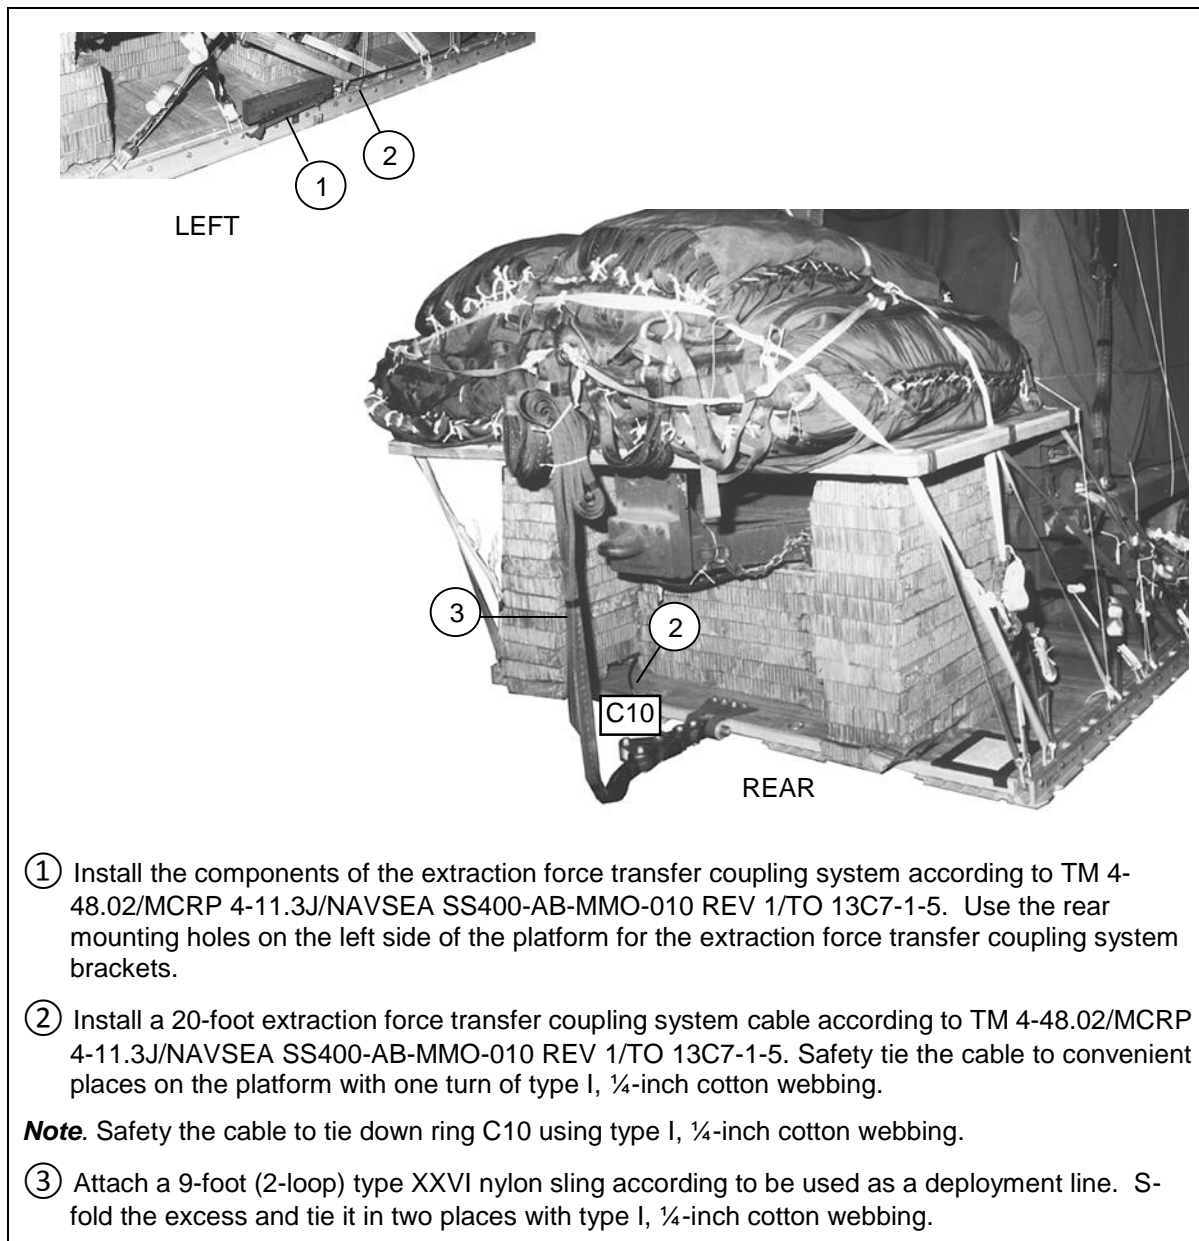 1
2
LEFT
3
2
C10
REAR
① Install the components of the extraction force transfer coupling system according to TM 4-
48.02/MCRP 4-11.3J/NAVSEA SS400-AB-MMO-010 REV 1/TO 13C7-1-5.  Use the rear
mounting holes on the left side of the platform for the extraction force transfer coupling system
brackets.
② Install a 20-foot extraction force transfer coupling system cable according to TM 4-48.02/MCRP
4-11.3J/NAVSEA SS400-AB-MMO-010 REV 1/TO 13C7-1-5. Safety tie the cable to convenient
places on the platform with one turn of type I, ¼-inch cotton webbing.
Note. Safety the cable to tie down ring C10 using type I, ¼-inch cotton webbing.
③ Attach a 9-foot (2-loop) type XXVI nylon sling according to be used as a deployment line.  S-
fold the excess and tie it in two places with type I, ¼-inch cotton webbing.